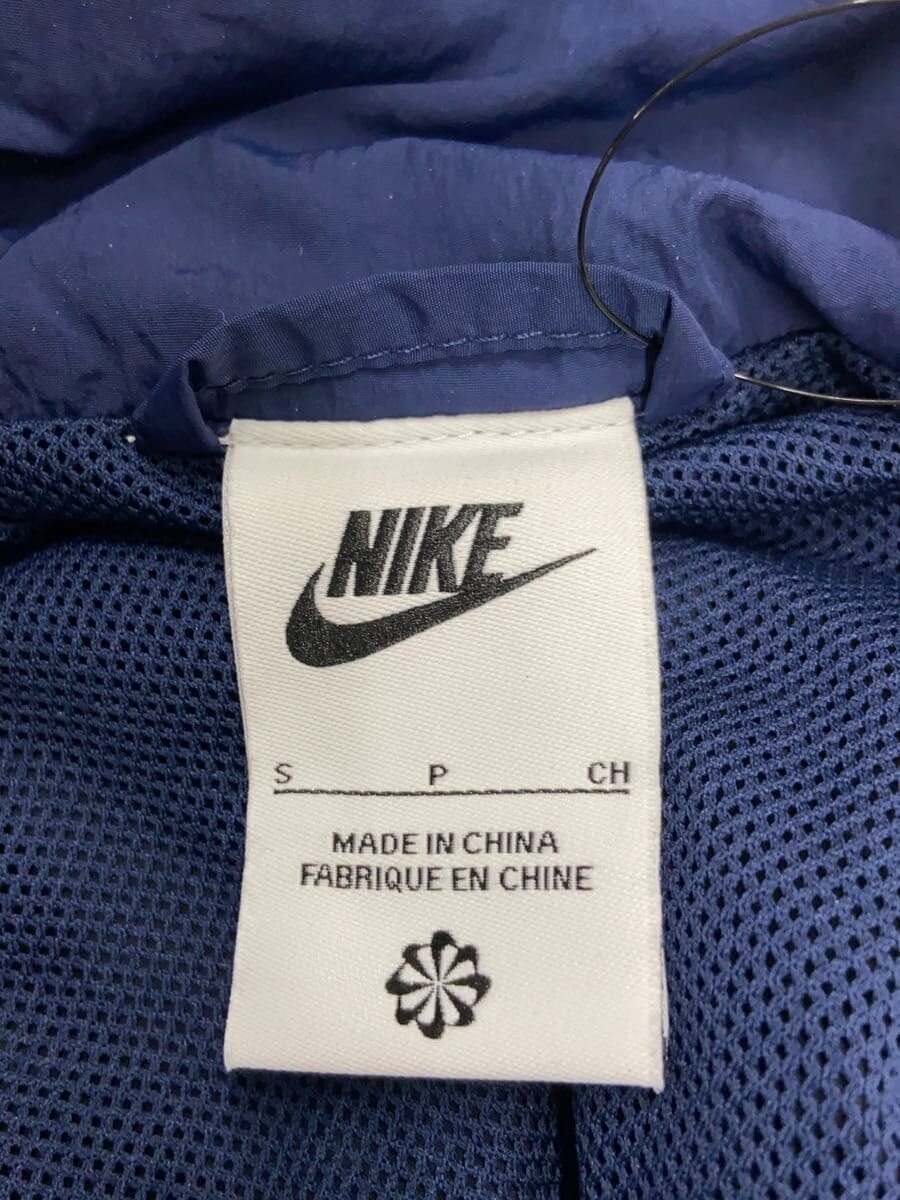 NIKE
S P CH
MADE IN CHINA
FABRIQUE EN CHINE